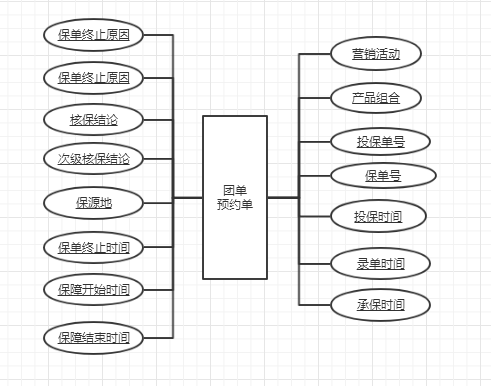 保单终止原因
保单终止原因
核保结论
次级核保结论
保源地
保单终止时间
保障开始时间
保障结束时间
团单
预约单
营销活动
产品组合
投保单号
保单号
投保时间
录单时间
承保时间